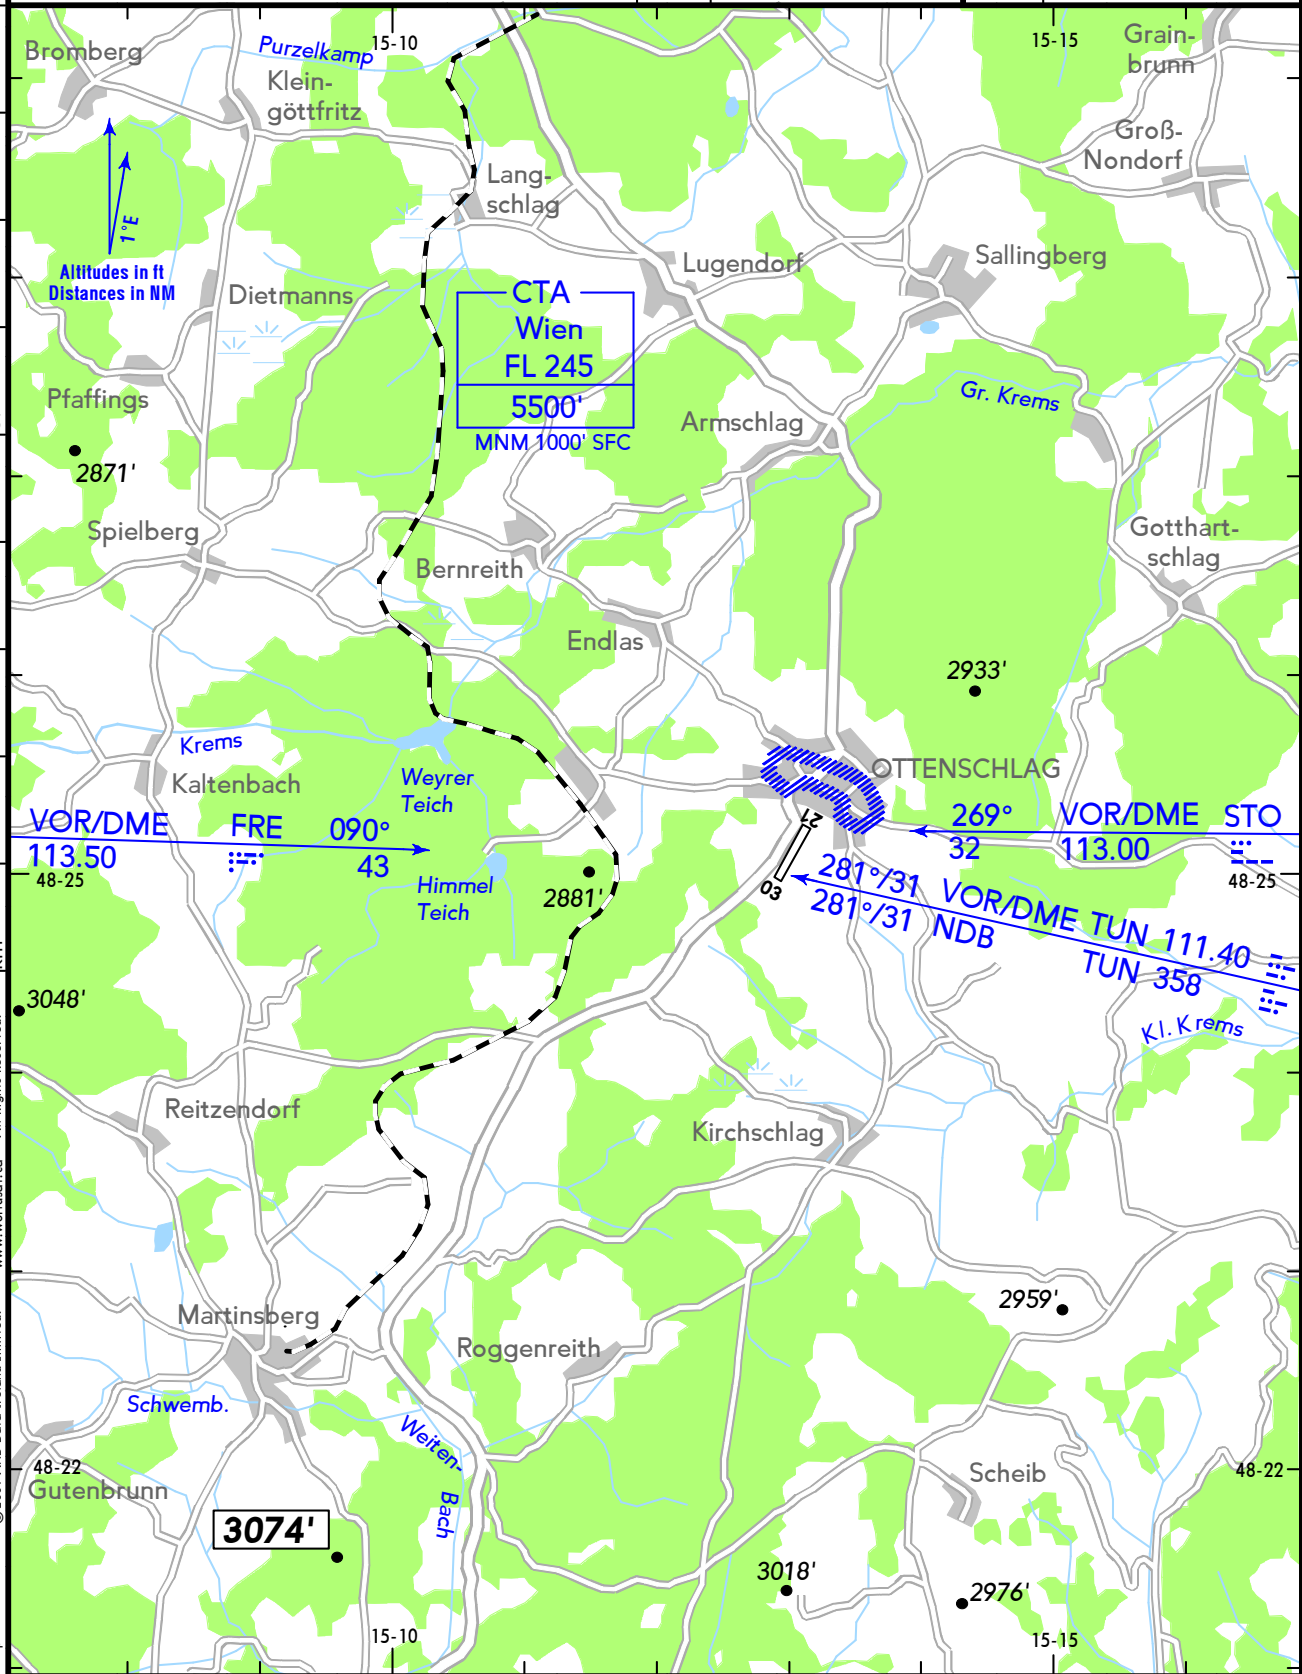 Bromberg
Purzelkamp
15-10
15-15
Grain-
brunn
Klein-
göttfritz
Groß-
Nondorf
Lang-
schlag
1°E
Altitudes in ft
Distances in NM
Dietmanns
Lugendorf
Sallingberg
CTA
Wien
FL 245
5500'
MNM 1000' SFC
Pfaffings
2871'
Armschlag
Gr. Krems
Spielberg
Bernreith
Gotthart-
schlag
Endlas
2933'
Krems
Kaltenbach
Weyrer
Teich
OTTENSCHLAG
VOR/DME FRE 090°
113.50 43
269° VOR/DME STO
32 113.00
48-25
48-25
21
03
Himmel
Teich
2881'
281°/31 VOR/DME TUN 111.40
281°/31 NDB TUN 358
3048'
Kl. Krems
Reitzendorf
Kirchschlag
Martinsberg
2959'
Roggenreith
Schwemb.
Weiten-
Bach
48-22
48-22
Gutenbrunn
Scheib
3074'
3018'
2976'
15-10
15-15